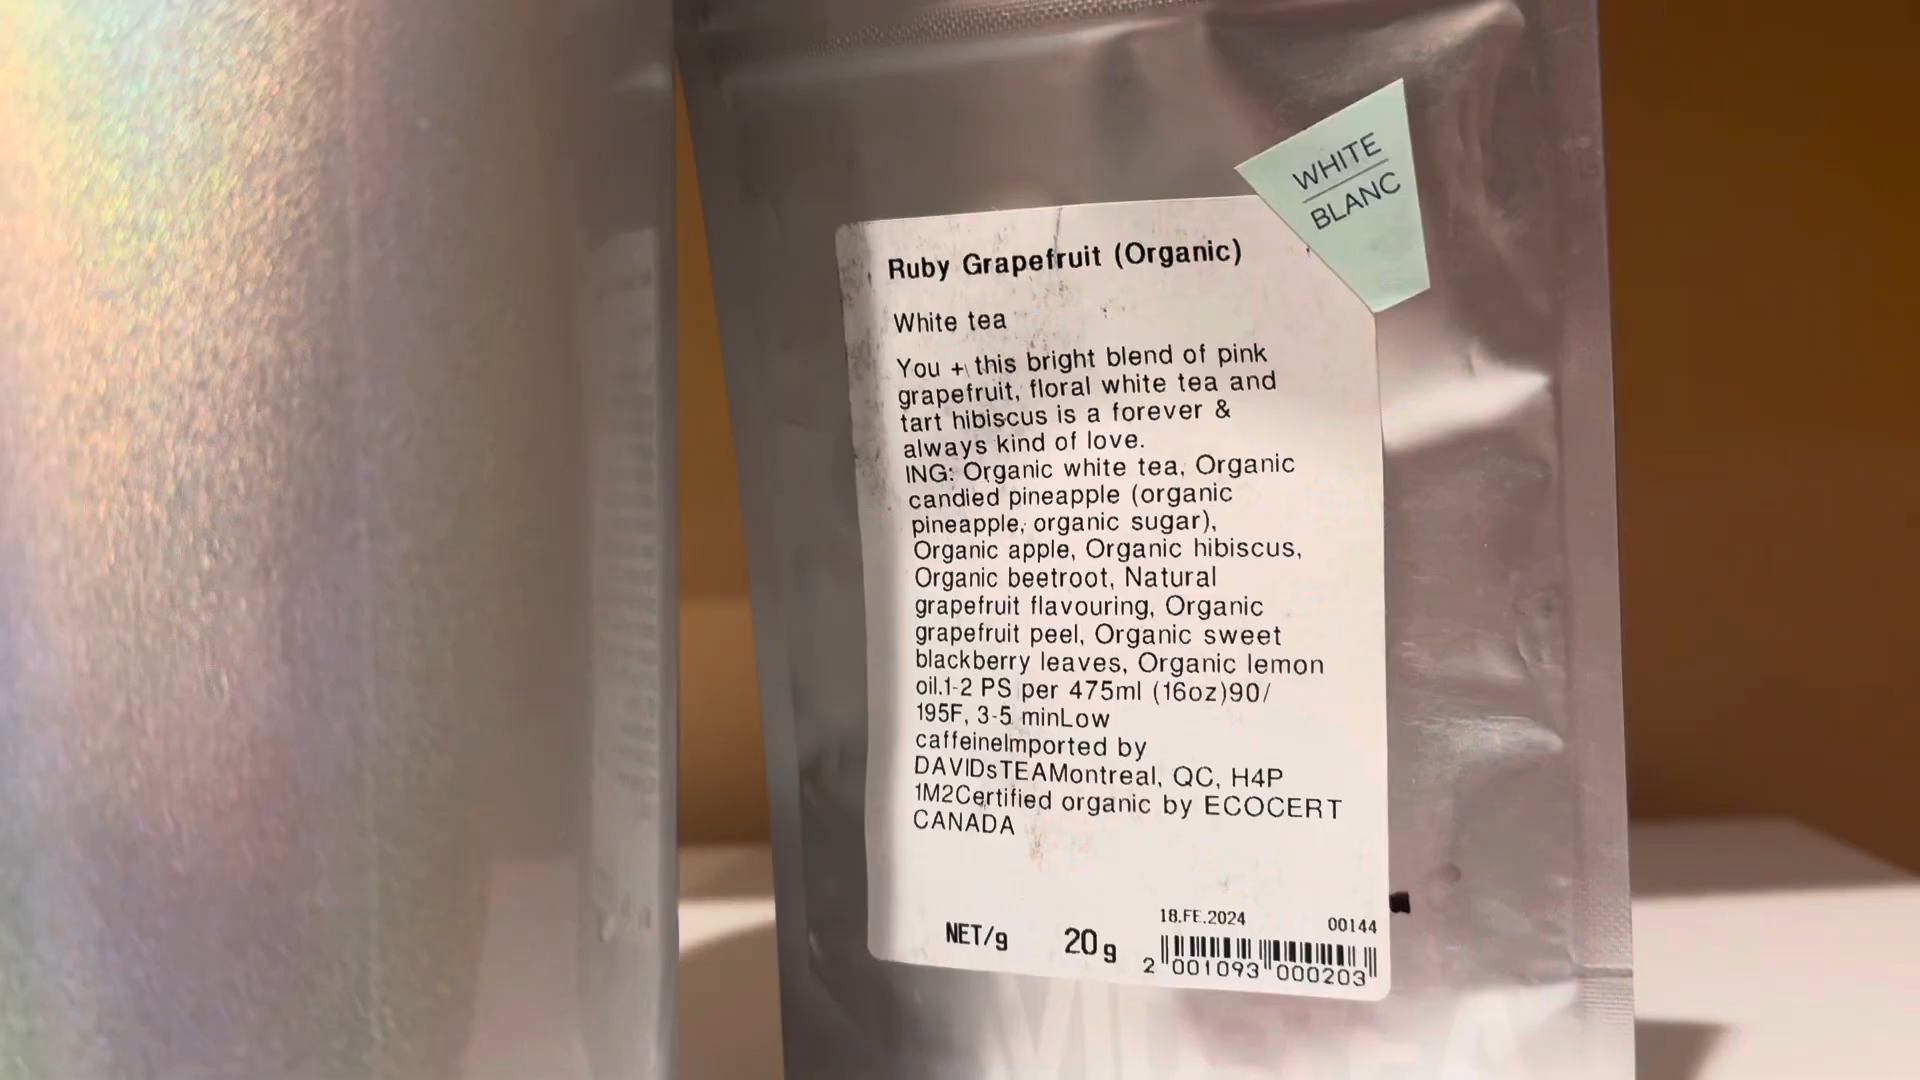 WHITE
BLANC
Ruby Grapefruit (Organic)
White tea
You + this bright blend of pink
grapefruit, floral white tea and
tart hibiscus is a forever &
always kind of love.
ING: Organic white tea, Organic
candied pineapple (organic
pineapple, organic sugar),
Organic apple, Organic hibiscus,
Organic beetroot, Natural
grapefruit flavouring, Organic
grapefruit peel, Organic sweet
blackberry leaves, Organic lemon
oil.1-2 PS per 475ml (16oz)90/
195F, 3-5 minLow
caffeineImported by
DAVIDsTEAMontreal, QC, H4P
1M2Certified organic by ECOCERT
CANADA
18.FE.2024 00144
NET/g 20 g
2 001093 000203